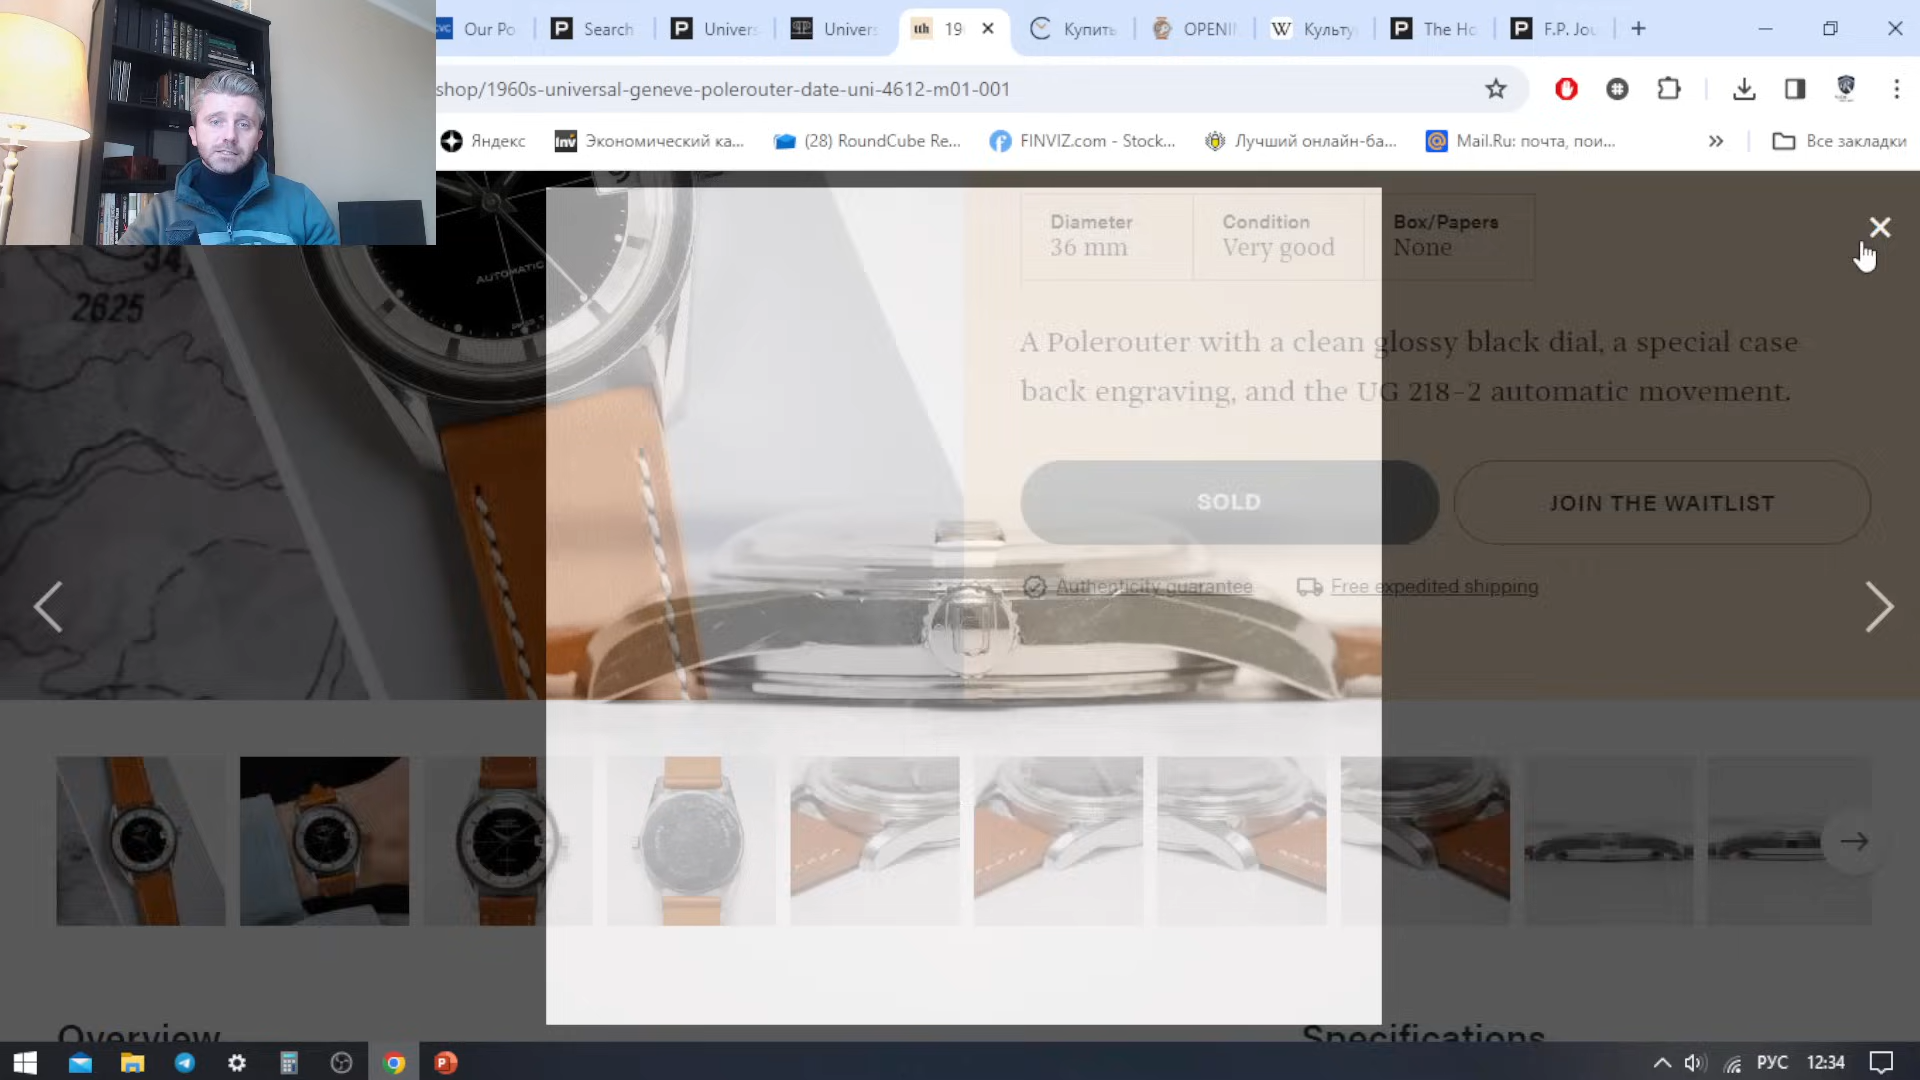 Our Po
Search
Univers
Univers
19
Купить
OPENIN
Культу
The Ho
F.P. Jou
shop/1960s-universal-geneve-polerouter-date-uni-4612-m01-001
Яндекс
Экономический ка...
(28) RoundCube Re...
FINVIZ.com - Stock...
Лучший онлайн-ба...
Mail.Ru: почта, пои...
Все закладки
2625
AUTOMATIC
Diameter
36 mm
Condition
Very good
Box/Papers
None
A Polerouter with a clean glossy black dial, a special case
back engraving, and the UG 218-2 automatic movement.
SOLD
JOIN THE WAITLIST
Authenticity guarantee
Free expedited shipping
Overview
Specifications
РУС
12:34